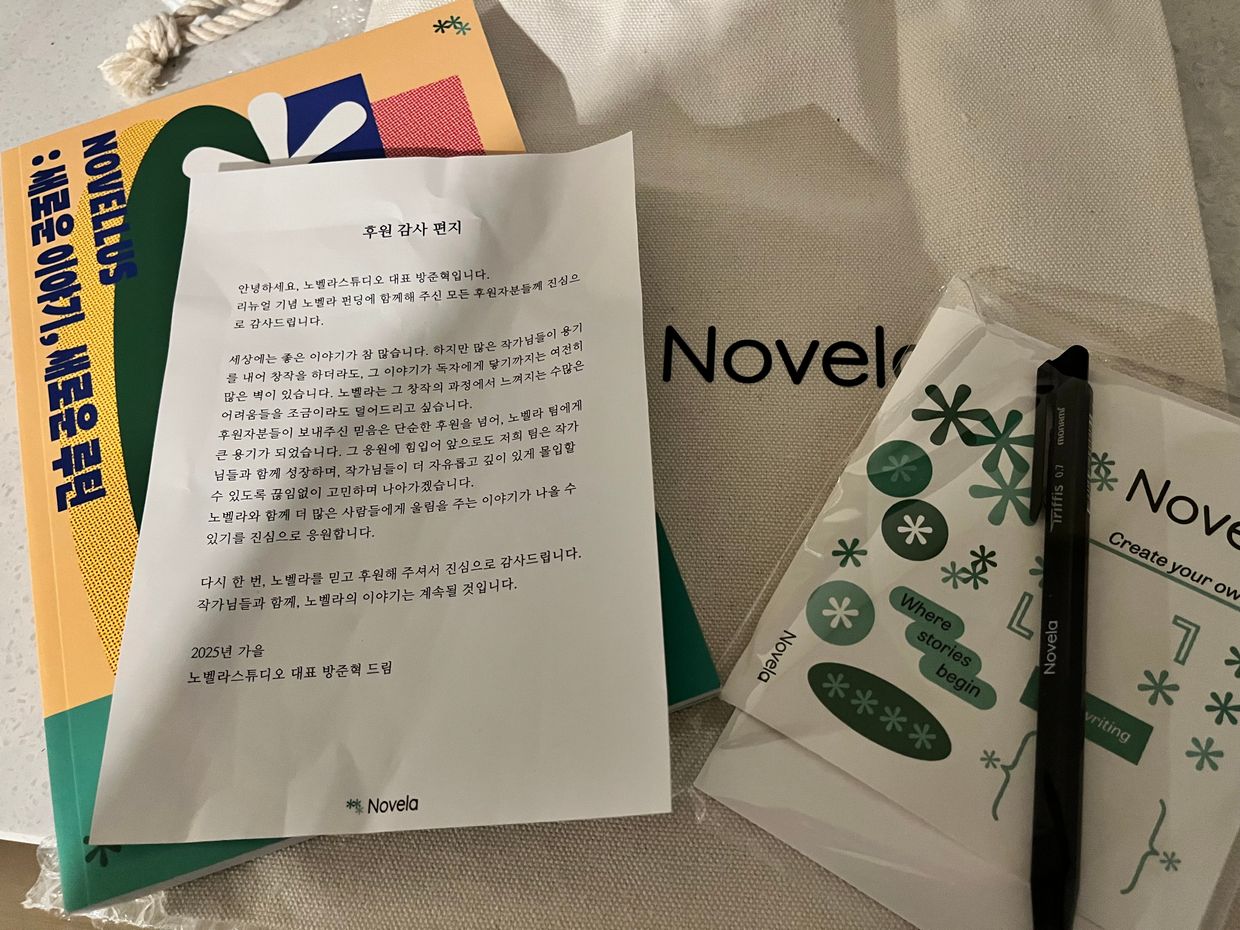 NOVELLUS
: 새로운 이야기, 새로운 루틴
후원 감사 편지
안녕하세요, 노벨라스튜디오 대표 방준혁입니다.
리뉴얼 기념 노벨라 펀딩에 함께해 주신 모든 후원자분들께 진심으
로 감사드립니다.
세상에는 좋은 이야기가 참 많습니다. 하지만 많은 작가님들이 용기
를 내어 창작을 하더라도, 그 이야기가 독자에게 닿기까지는 여전히
많은 벽이 있습니다. 노벨라는 그 창작의 과정에서 느껴지는 수많은
어려움들을 조금이라도 덜어드리고 싶습니다.
후원자분들이 보내주신 믿음은 단순한 후원을 넘어, 노벨라 팀에게
큰 용기가 되었습니다. 그 응원에 힘입어 앞으로도 저희 팀은 작가
님들과 함께 성장하며, 작가님들이 더 자유롭고 깊이 있게 몰입할
수 있도록 끊임없이 고민하며 나아가겠습니다.
노벨라와 함께 더 많은 사람들에게 울림을 주는 이야기가 나올 수
있기를 진심으로 응원합니다.
다시 한 번, 노벨라를 믿고 후원해 주셔서 진심으로 감사드립니다.
작가님들과 함께, 노벨라의 이야기는 계속될 것입니다.
2025년 가을
노벨라스튜디오 대표 방준혁 드림
Novela
Novela
Novela
Where
stories
begin
Novela
Create your own
writing
monami
Triffis 0.7
Novela